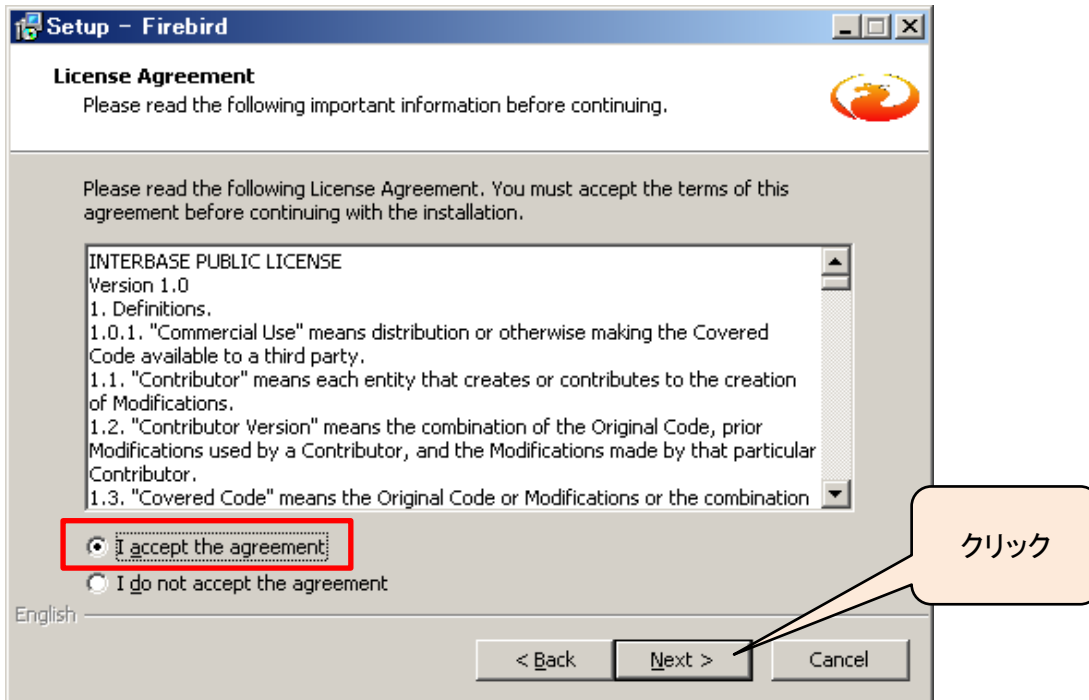 Setup - Firebird
License Agreement
Please read the following important information before continuing.
Please read the following License Agreement. You must accept the terms of this
agreement before continuing with the installation.
INTERBASE PUBLIC LICENSE
Version 1.0
1. Definitions.
1.0.1. "Commercial Use" means distribution or otherwise making the Covered
Code available to a third party.
1.1. "Contributor" means each entity that creates or contributes to the creation
of Modifications.
1.2. "Contributor Version" means the combination of the Original Code, prior
Modifications used by a Contributor, and the Modifications made by that particular
Contributor.
1.3. "Covered Code" means the Original Code or Modifications or the combination
I accept the agreement
クリック
I do not accept the agreement
English
< Back
Next >
Cancel